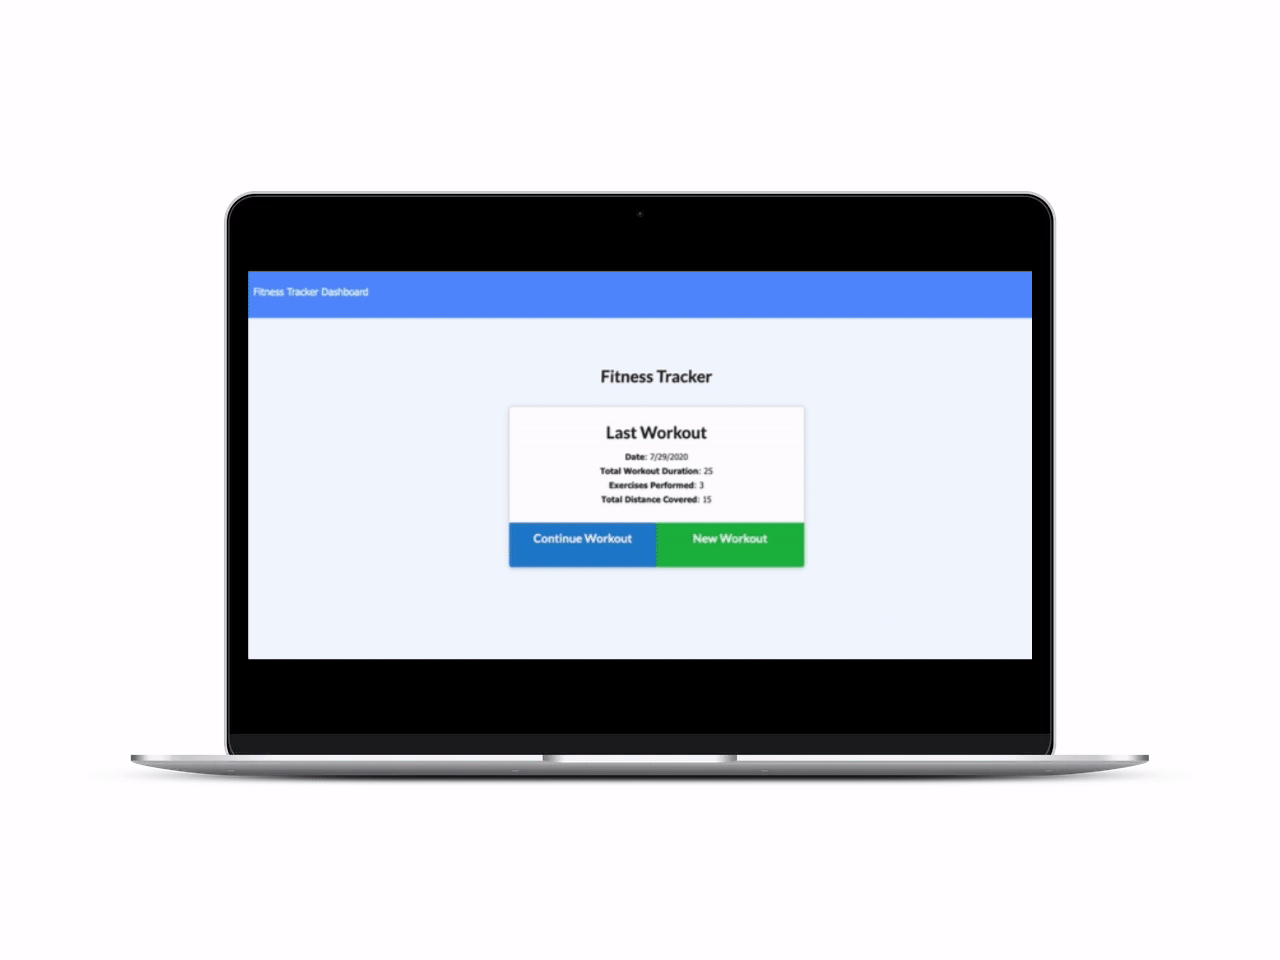 Fitness Tracker Dashboard
Fitness Tracker
Last Workout
Date: 7/29/2020
Total Workout Duration: 25
Exercises Performed: 3
Total Distance Covered: 15
Continue Workout New Workout